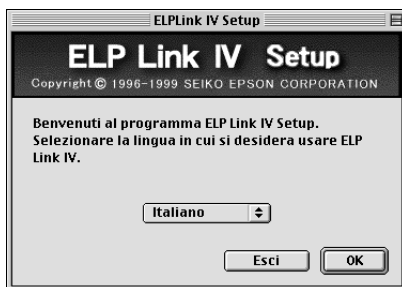 ELPLink IV Setup
ELP Link IV Setup
Copyright © 1996-1999 SEIKO EPSON CORPORATION
Benvenuti al programma ELP Link IV Setup.
Selezionare la lingua in cui si desidera usare ELP
Link IV.
Italiano
Esci OK